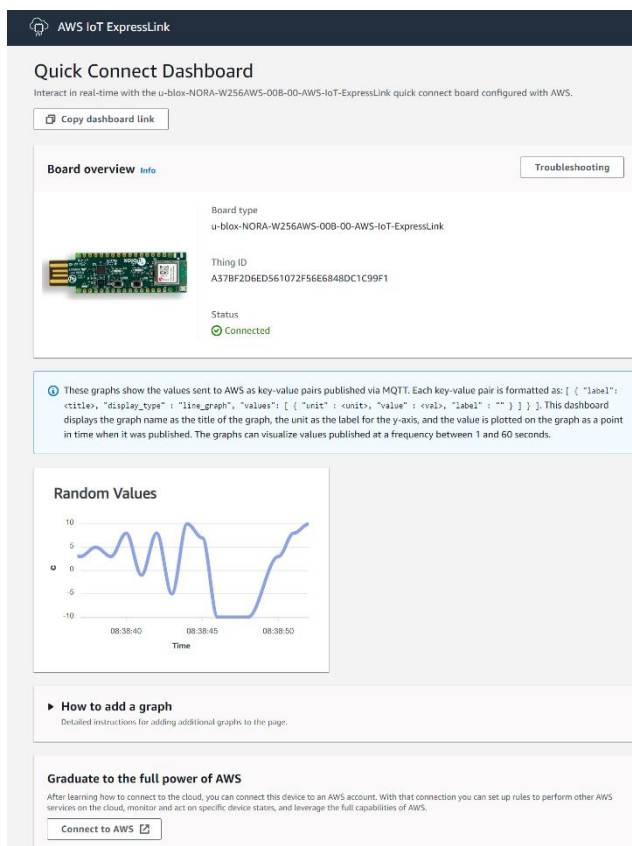 AWS IoT ExpressLink
Quick Connect Dashboard
Interact in real-time with the u-blox-NORA-W256AWS-00B-00-AWS-IoT-ExpressLink quick connect board configured with AWS.
Copy dashboard link
Board overview Info
Troubleshooting
Board type
u-blox-NORA-W256AWS-00B-00-AWS-IoT-ExpressLink
Thing ID
A37BF2D6ED561072F56E6848DC1C99F1
Status
Connected
These graphs show the values sent to AWS as key-value pairs published via MQTT. Each key-value pair is formatted as: [ { "label":
<title>, "display_type" : "line_graph", "values": [ { "unit" : <unit>, "value" : <val>, "label" : "" } ] } ]. This dashboard
displays the graph name as the title of the graph, the unit as the label for the y-axis, and the value is plotted on the graph as a point
in time when it was published. The graphs can visualize values published at a frequency between 1 and 60 seconds.
Random Values
10
5
0
-5
-10
C
08:38:40 08:38:45 08:38:50
Time
How to add a graph
Detailed instructions for adding additional graphs to the page.
Graduate to the full power of AWS
After learning how to connect to the cloud, you can connect this device to an AWS account. With that connection you can set up rules to perform other AWS
services on the cloud, monitor and act on specific device states, and leverage the full capabilities of AWS.
Connect to AWS